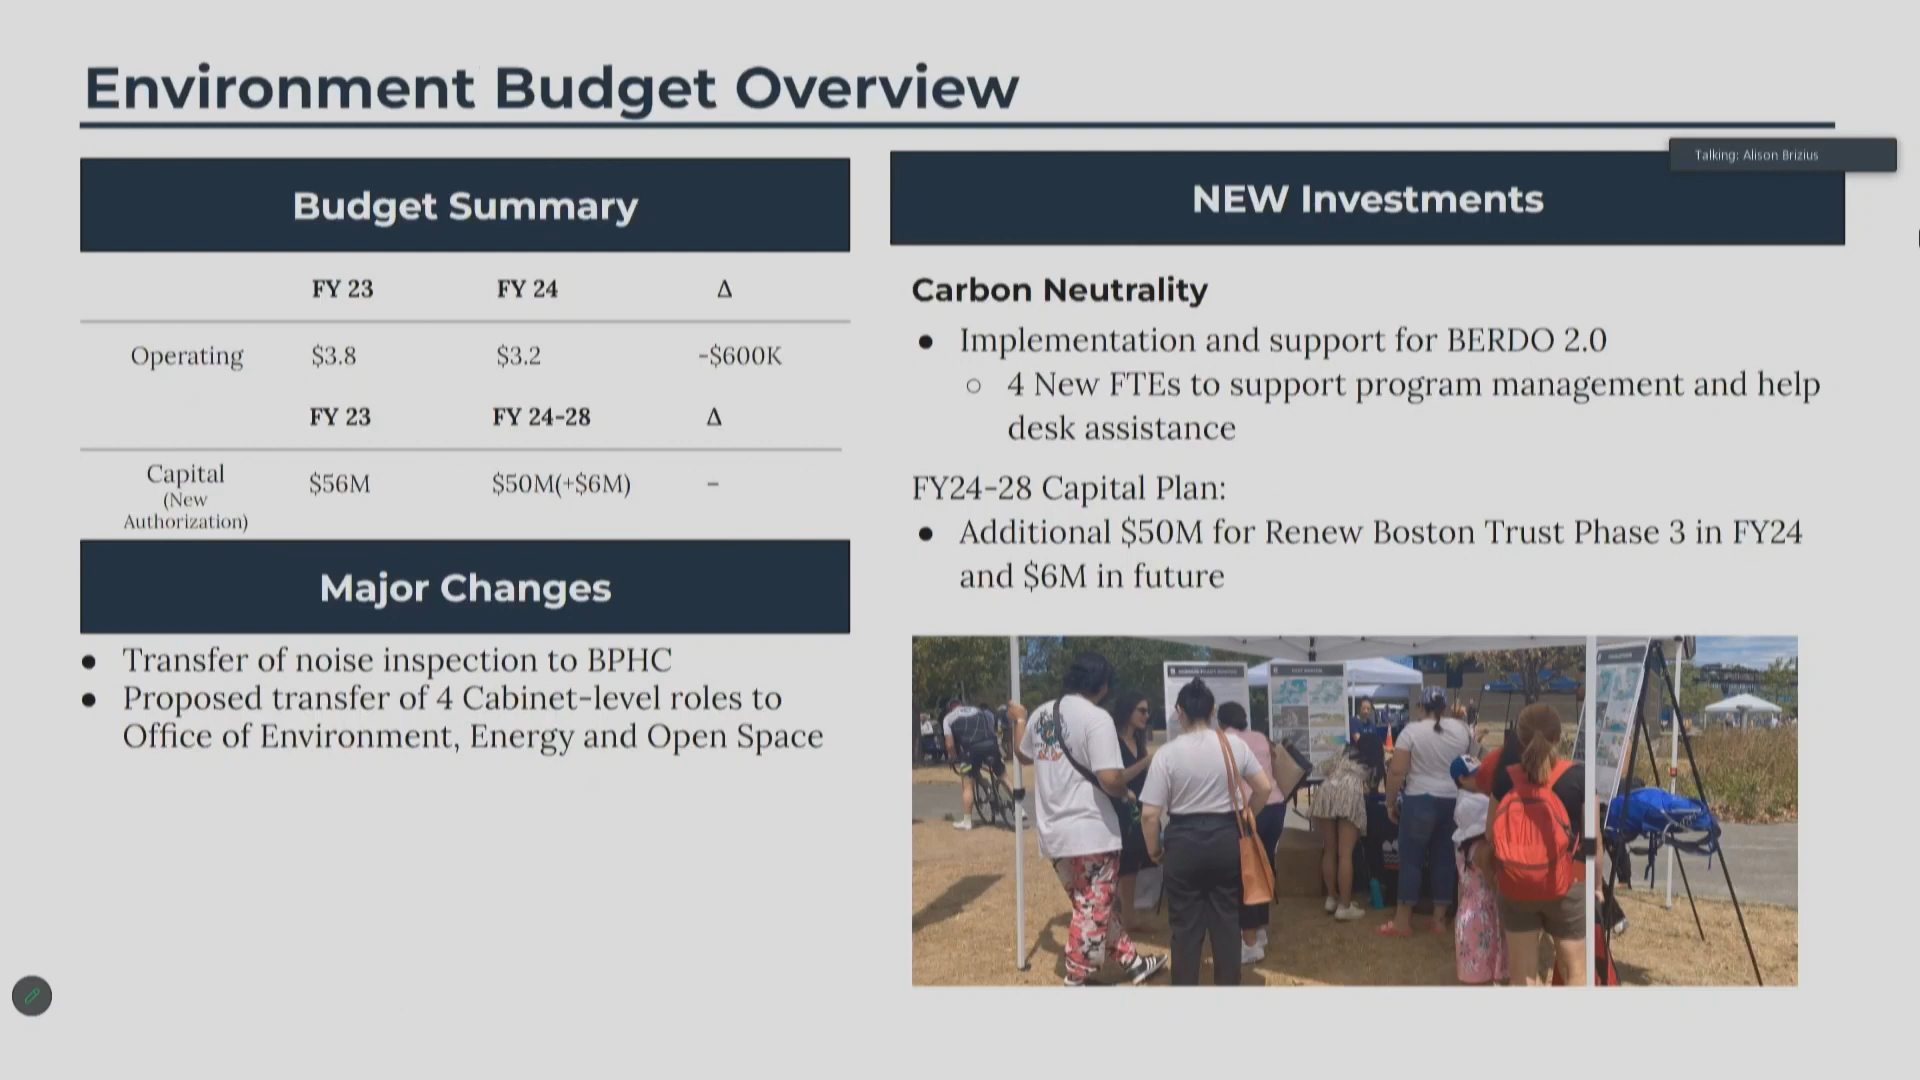 Environment Budget Overview
Talking: Alison Brizius
Budget Summary
FY 23 FY 24 Δ
Operating $3.8 $3.2 -$600K
FY 23 FY 24-28 Δ
Capital $56M $50M(+$6M) –
(New
Authorization)
Major Changes
● Transfer of noise inspection to BPHC
● Proposed transfer of 4 Cabinet-level roles to
Office of Environment, Energy and Open Space
NEW Investments
Carbon Neutrality
● Implementation and support for BERDO 2.0
○ 4 New FTEs to support program management and help
desk assistance
FY24-28 Capital Plan:
● Additional $50M for Renew Boston Trust Phase 3 in FY24
and $6M in future